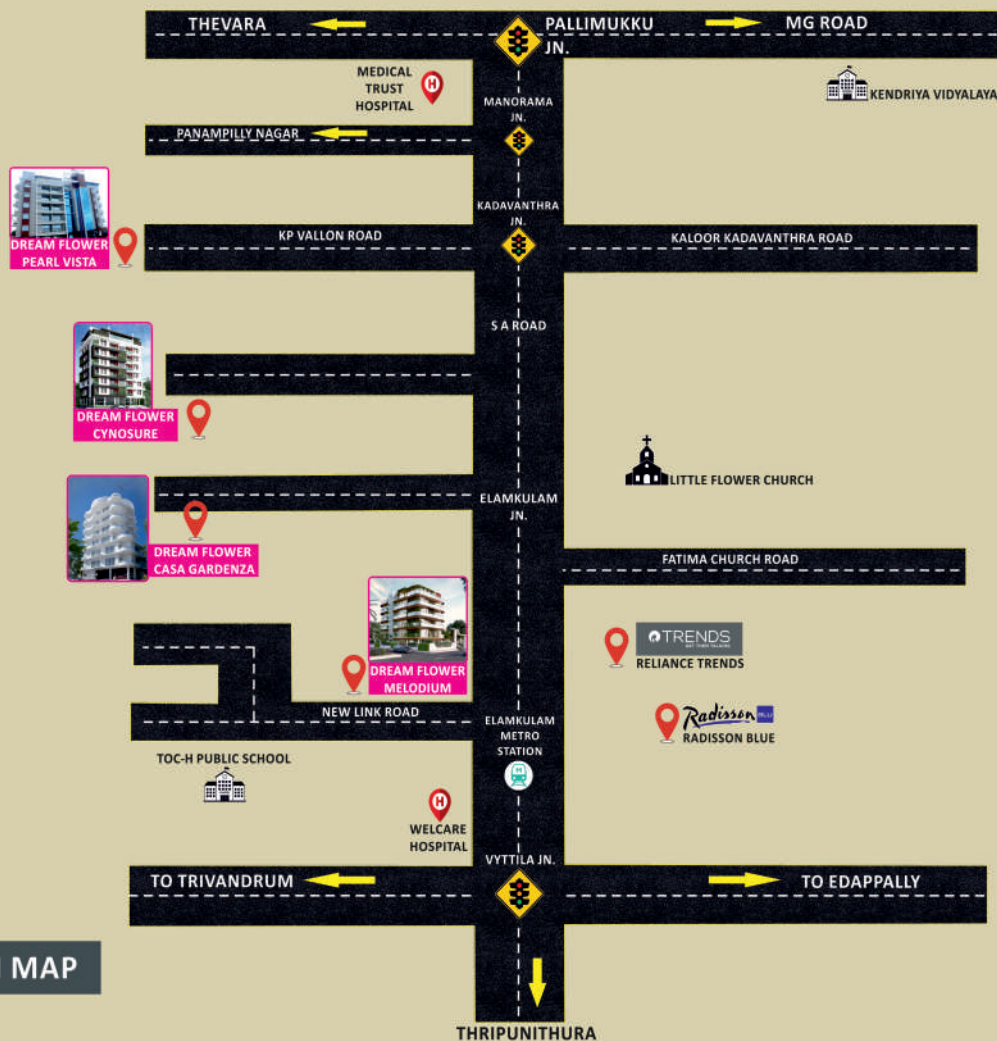 THEVARA
PALLIMUKKU
JN.
MG ROAD
MEDICAL
TRUST
HOSPITAL
H
MANORAMA
JN.
KENDRIYA VIDYALAYA
PANAMPILLY NAGAR
KADAVANTHRA
JN.
DREAM FLOWER
PEARL VISTA
KP VALLON ROAD
KALOOR KADAVANTHRA ROAD
S A ROAD
DREAM FLOWER
CYNOSURE
LITTLE FLOWER CHURCH
ELAMKULAM
JN.
DREAM FLOWER
CASA GARDENZA
FATIMA CHURCH ROAD
TRENDS
RELIANCE TRENDS
DREAM FLOWER
MELODIUM
NEW LINK ROAD
ELAMKULAM
METRO
STATION
Radisson BLU
RADISSON BLUE
TOC-H PUBLIC SCHOOL
H
WELCARE
HOSPITAL
VYTTILA JN.
TO TRIVANDRUM
TO EDAPPALLY
MAP
THRIPUNITHURA